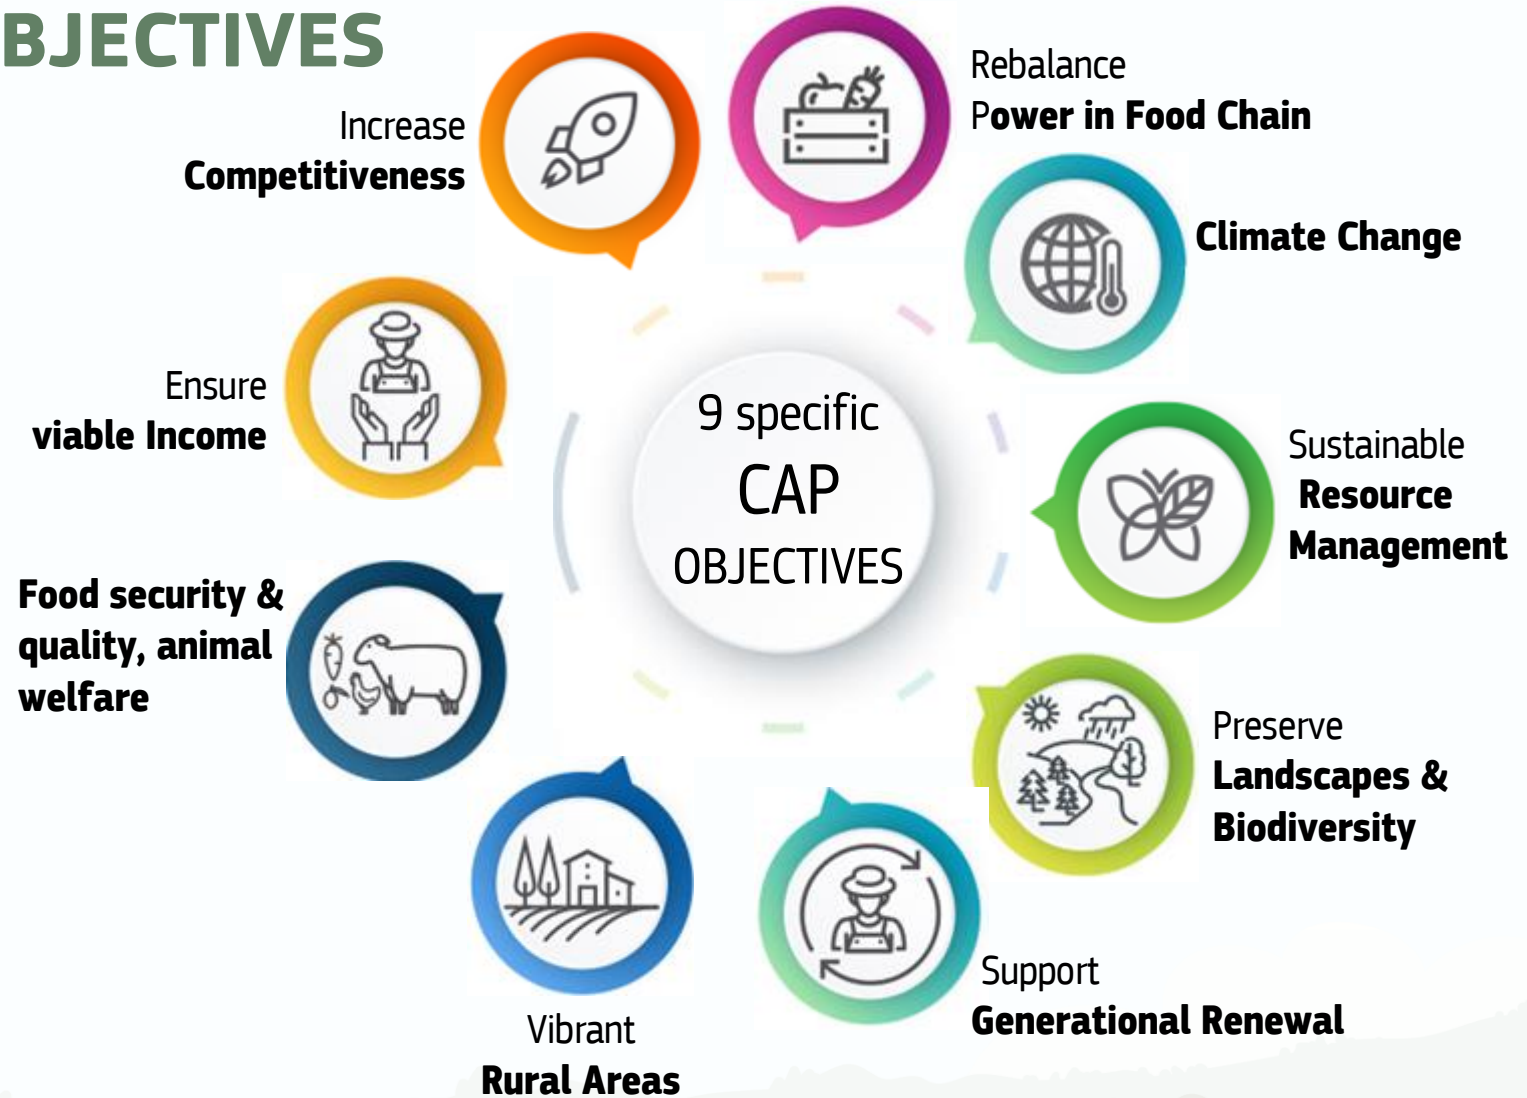 BJECTIVES
Increase
Competitiveness
Rebalance
Power in Food Chain
Climate Change
Ensure
viable Income
9 specific
CAP
OBJECTIVES
Sustainable
Resource
Management
Food security &
quality, animal
welfare
Preserve
Landscapes &
Biodiversity
Support
Generational Renewal
Vibrant
Rural Areas